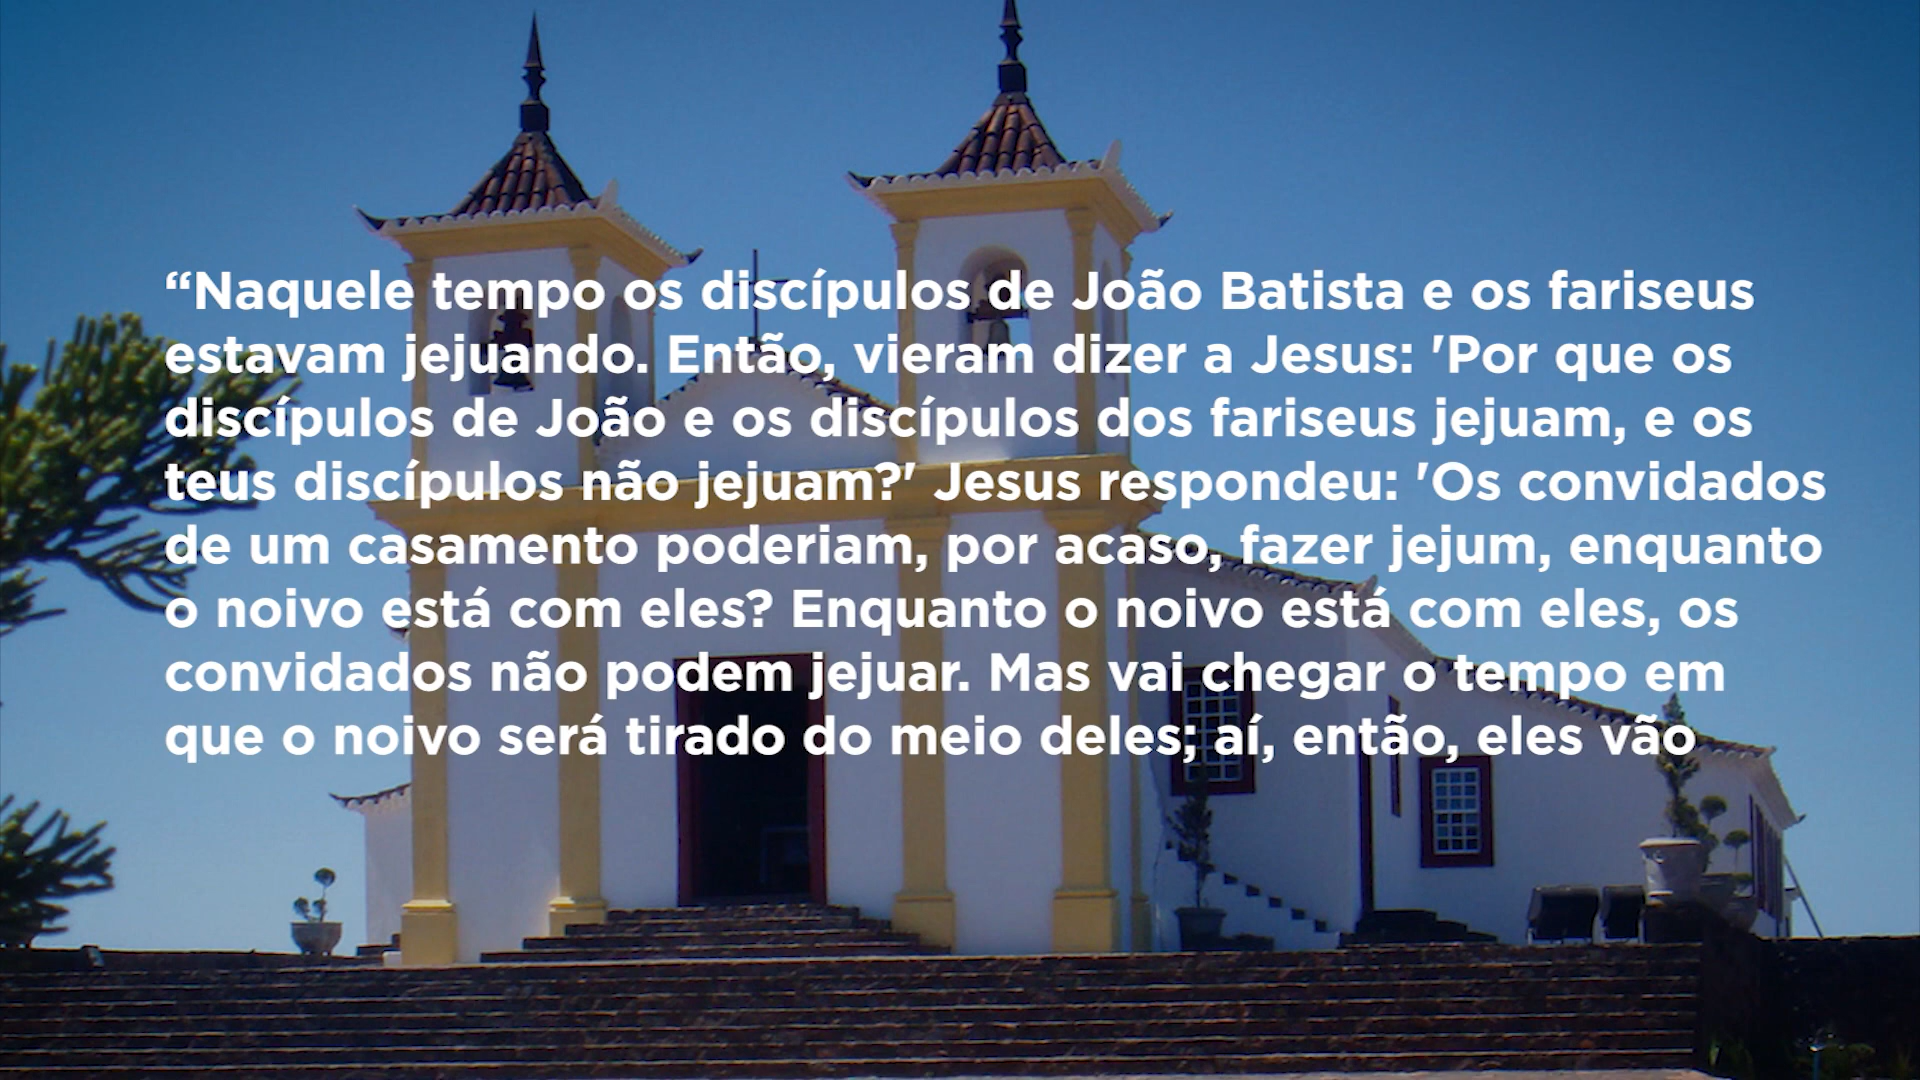 “Naquele tempo os discípulos de João Batista e os fariseus
estavam jejuando. Então, vieram dizer a Jesus: 'Por que os
discípulos de João e os discípulos dos fariseus jejuam, e os
teus discípulos não jejuam?' Jesus respondeu: 'Os convidados
de um casamento poderiam, por acaso, fazer jejum, enquanto
o noivo está com eles? Enquanto o noivo está com eles, os
convidados não podem jejuar. Mas vai chegar o tempo em
que o noivo será tirado do meio deles; aí, então, eles vão